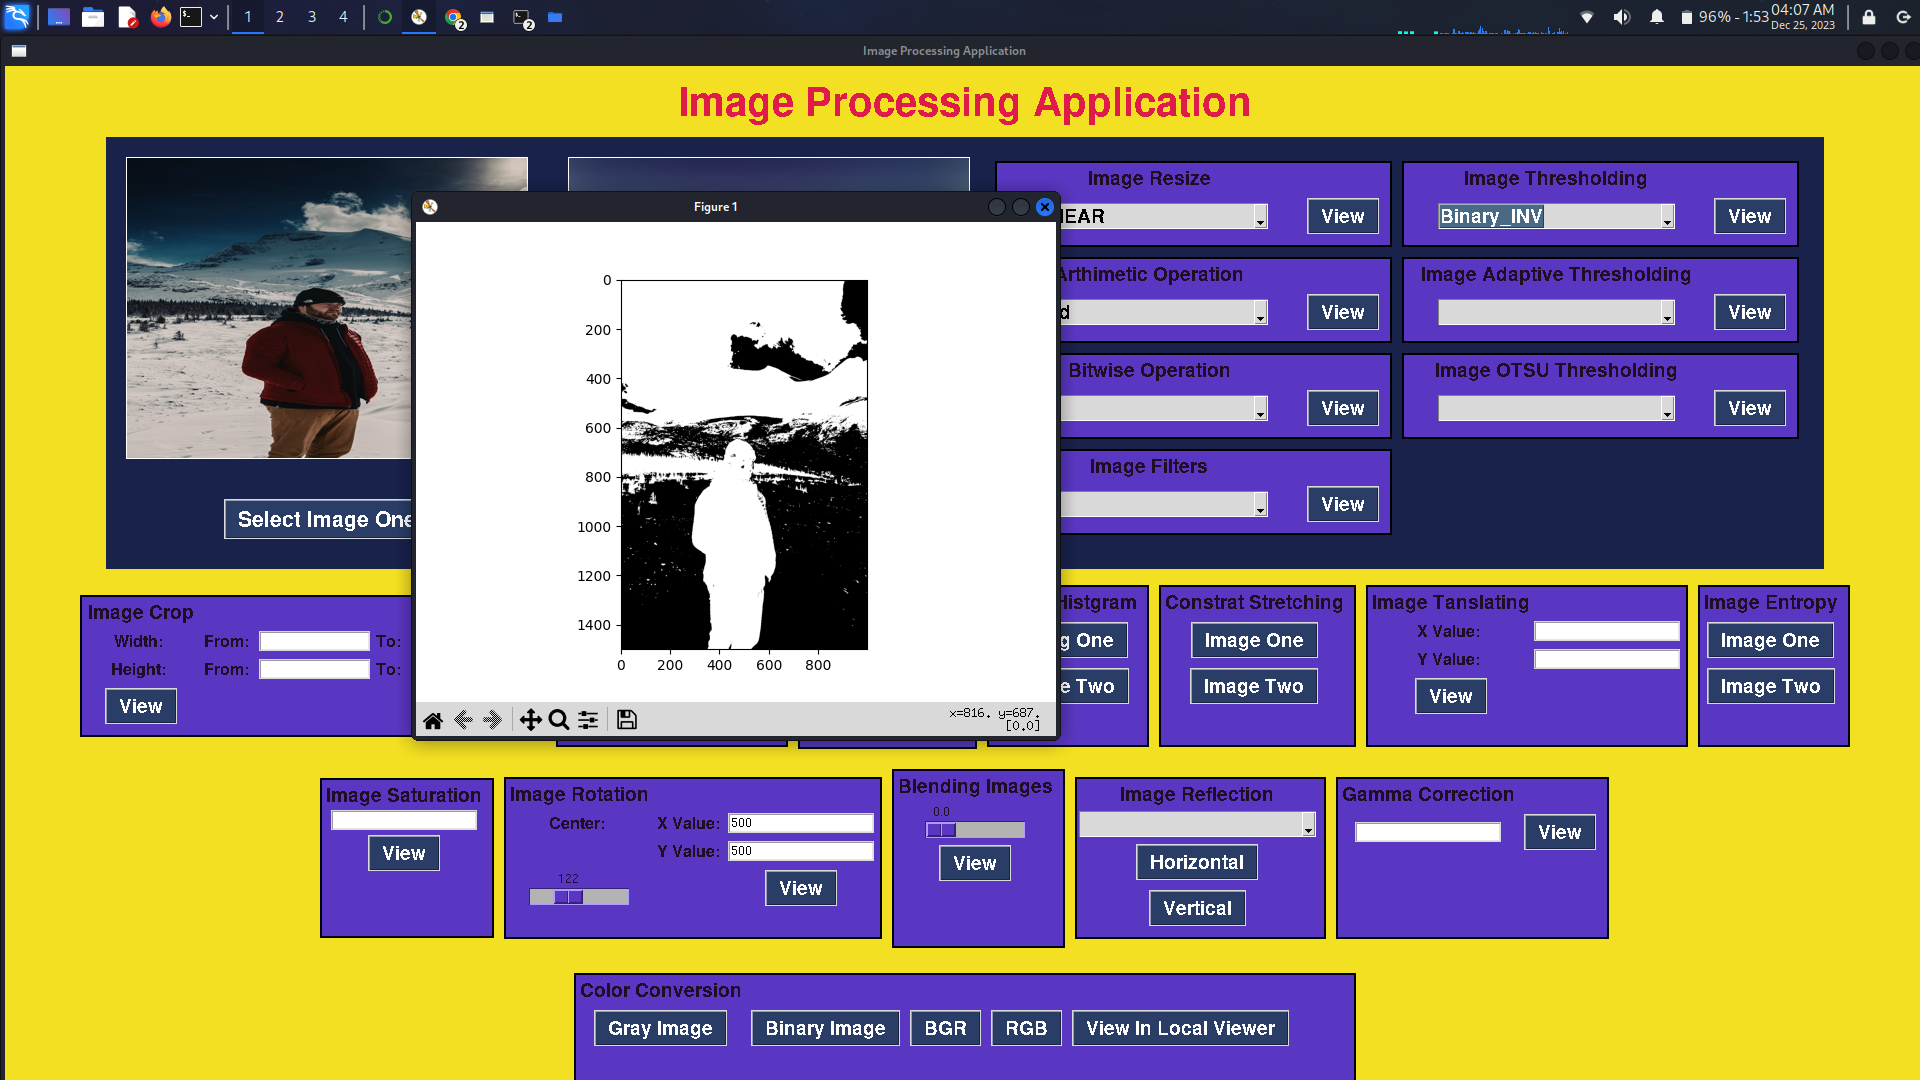 1 2 3 4
96% - 1:53
04:07 AM
Dec 25, 2023
Image Processing Application
Image Processing Application
Select Image One
Figure 1
0
200
400
600
800
1000
1200
1400
0 200 400 600 800
x=816. y=687.
[0.0]
Image Resize
View
Image Thresholding
Binary_INV
View
Arthimetic Operation
View
Image Adaptive Thresholding
View
Bitwise Operation
View
Image OTSU Thresholding
View
Image Filters
View
Image Crop
Width: From: To:
Height: From: To:
View
Histgram
g One
e Two
Constrat Stretching
Image One
Image Two
Image Tanslating
X Value:
Y Value:
View
Image Entropy
Image One
Image Two
Image Saturation
View
Image Rotation
Center: X Value: 500
Y Value: 500
122
View
Blending Images
0.0
View
Image Reflection
Horizontal
Vertical
Gamma Correction
View
Color Conversion
Gray Image Binary Image BGR RGB View In Local Viewer